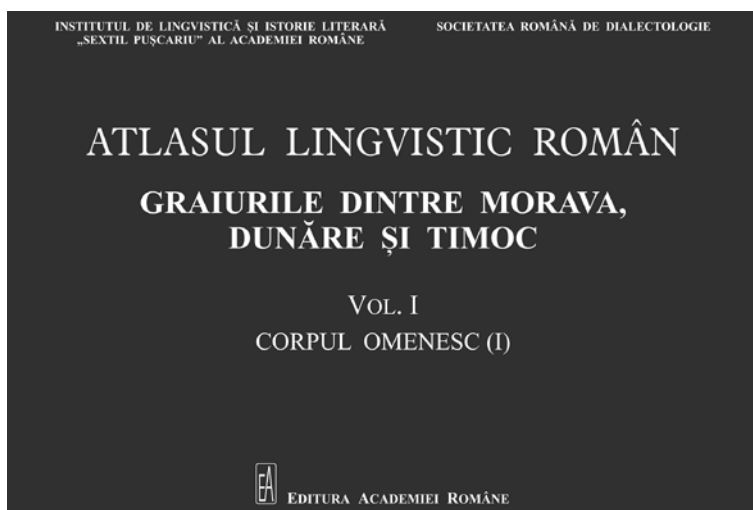 INSTITUTUL DE LINGVISTICĂ ȘI ISTORIE LITERARĂ
„SEXTIL PUȘCARIU” AL ACADEMIEI ROMÂNE
SOCIETATEA ROMÂNĂ DE DIALECTOLOGIE
ATLASUL LINGVISTIC ROMÂN
GRAIURILE DINTRE MORAVA,
DUNĂRE ȘI TIMOC
VOL. I
CORPUL OMENESC (I)
EA
EDITURA ACADEMIEI ROMÂNE